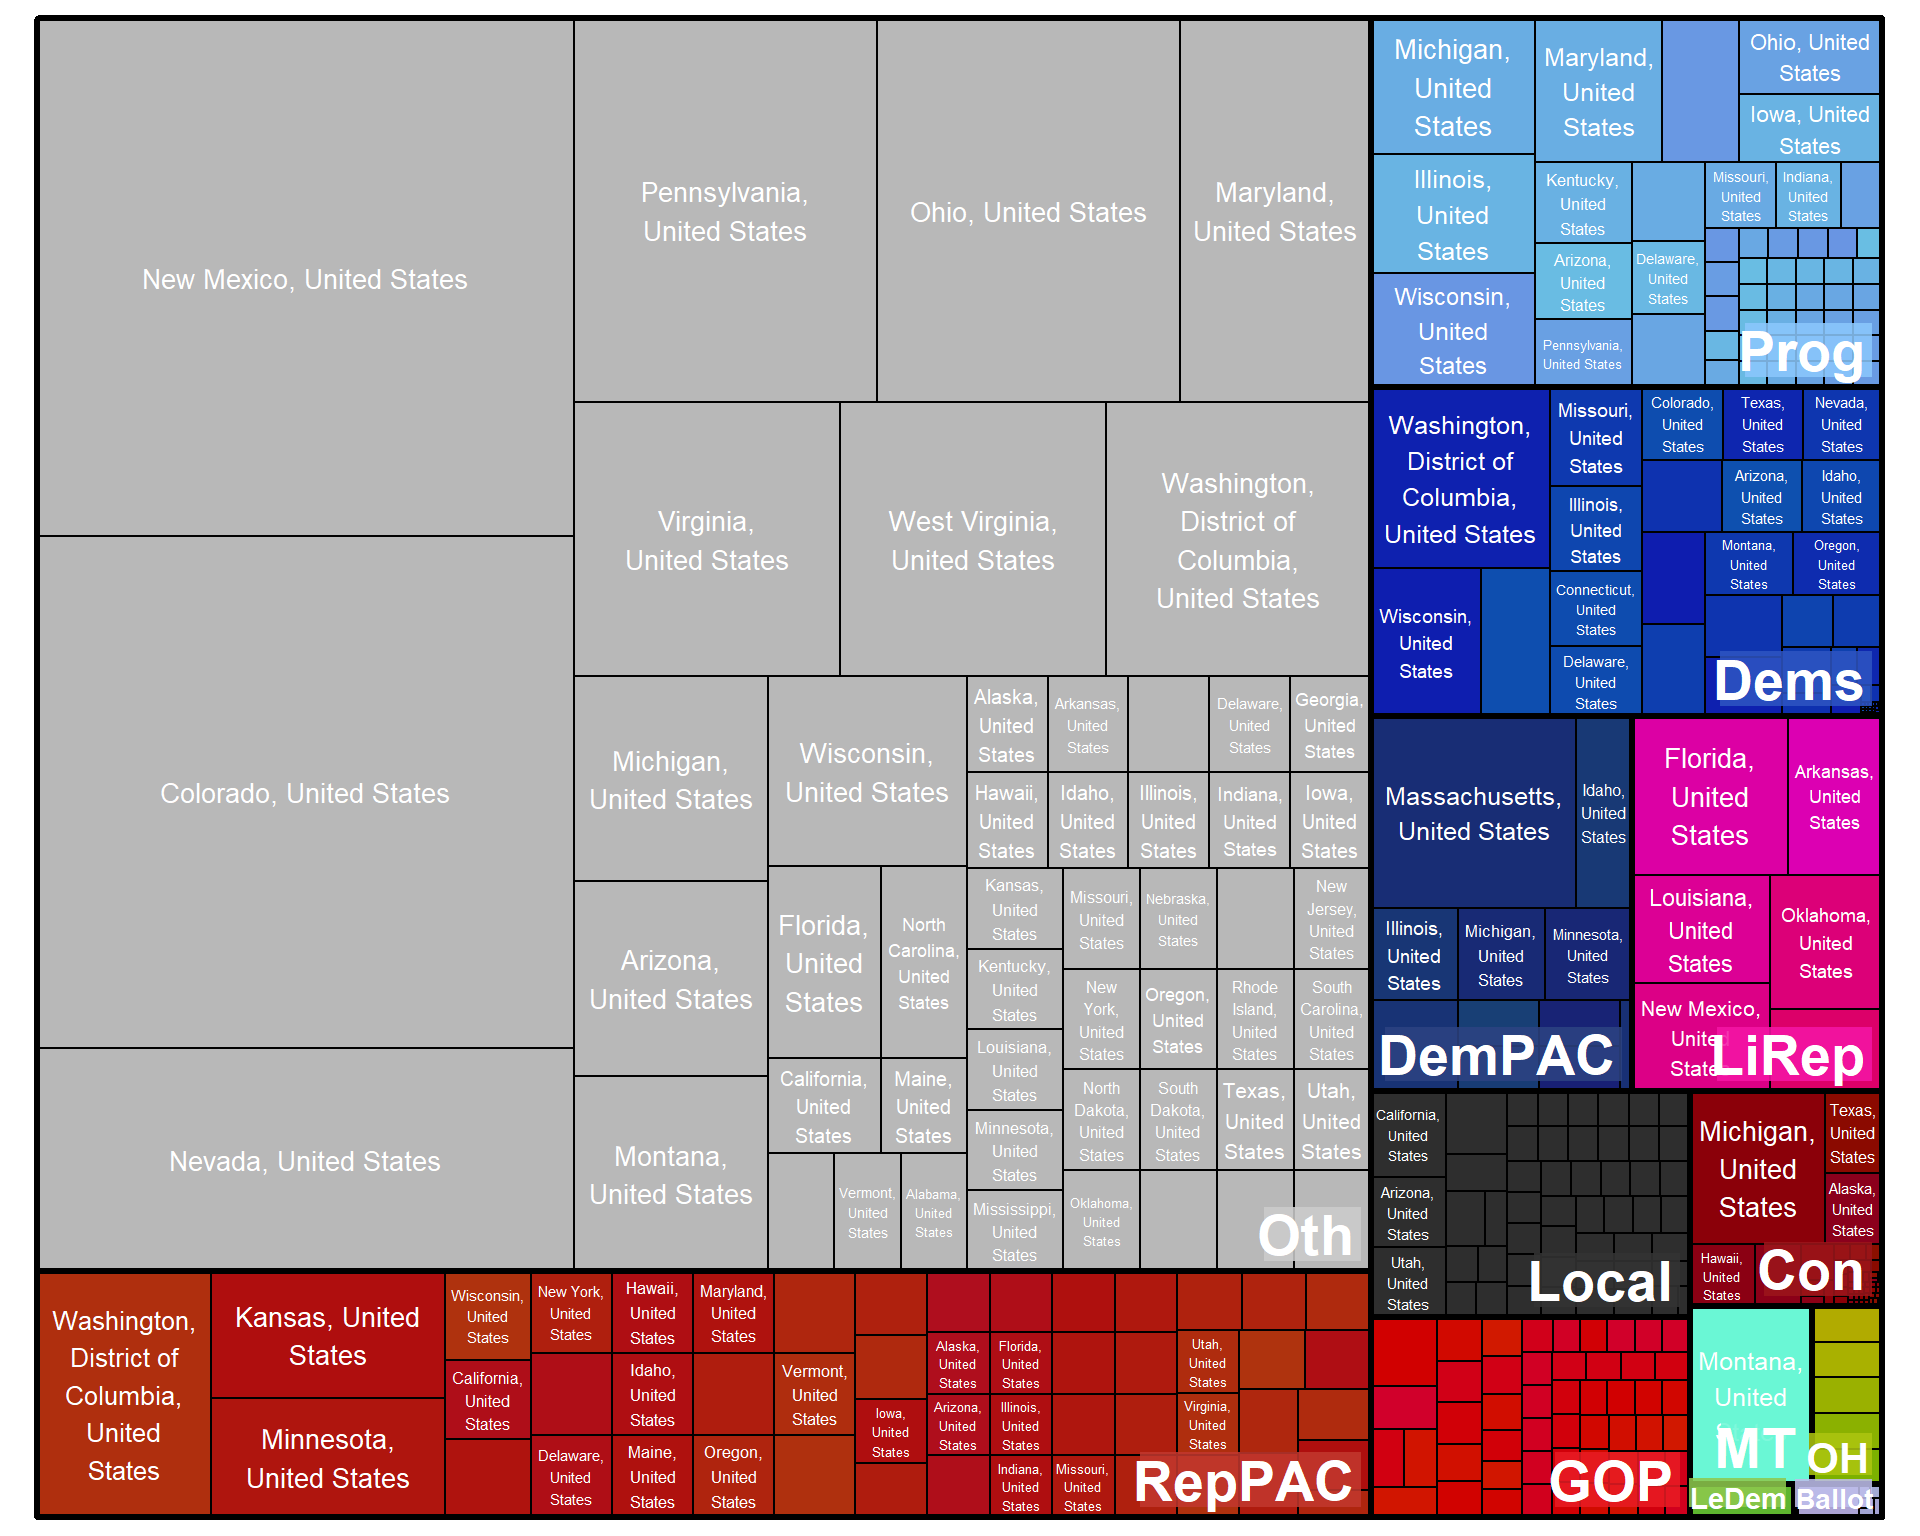 New Mexico, United States
Colorado, United States
Nevada, United States
Pennsylvania,
United States
Ohio, United States
Maryland,
United States
Virginia,
United States
West Virginia,
United States
Washington,
District of
Columbia,
United States
Michigan,
United States
Arizona,
United States
Montana,
United States
Wisconsin,
United States
Florida,
United
States
North
Carolina,
United
States
California,
United
States
Maine,
United
States
Vermont,
United
States
Alabama,
United
States
Alaska,
United
States
Arkansas,
United
States
Delaware,
United
States
Georgia,
United
States
Hawaii,
United
States
Idaho,
United
States
Illinois,
United
States
Indiana,
United
States
Iowa,
United
States
Kansas,
United
States
Kentucky,
United
States
Louisiana,
United
States
Minnesota,
United
States
Mississippi,
United
States
Missouri,
United
States
Nebraska,
United
States
New
Jersey,
United
States
New
York,
United
States
Oregon,
United
States
Rhode
Island,
United
States
South
Carolina,
United
States
North
Dakota,
United
States
South
Dakota,
United
States
Texas,
United
States
Utah,
United
States
Oklahoma,
United
States
Oth
Washington,
District of
Columbia,
United
States
Kansas, United
States
Minnesota,
United States
Wisconsin,
United
States
California,
United
States
New York,
United
States
Delaware,
United
States
Hawaii,
United
States
Idaho,
United
States
Maine,
United
States
Maryland,
United
States
Oregon,
United
States
Vermont,
United
States
Iowa,
United
States
Alaska,
United
States
Arizona,
United
States
Florida,
United
States
Illinois,
United
States
Indiana,
United
States
Missouri,
United
States
Utah,
United
States
Virginia,
United
States
RepPAC
Michigan,
United
States
Illinois,
United
States
Wisconsin,
United
States
Maryland,
United
States
Ohio, United
States
Iowa, United
States
Kentucky,
United
States
Arizona,
United
States
Pennsylvania,
United States
Delaware,
United
States
Missouri,
United
States
Indiana,
United
States
Prog
Washington,
District of
Columbia,
United States
Wisconsin,
United
States
Missouri,
United
States
Illinois,
United
States
Connecticut,
United
States
Delaware,
United
States
Colorado,
United
States
Texas,
United
States
Nevada,
United
States
Arizona,
United
States
Idaho,
United
States
Montana,
United
States
Oregon,
United
States
Dems
Massachusetts,
United States
Idaho,
United
States
Illinois,
United
States
Michigan,
United
States
Minnesota,
United
States
DemPAC
Florida,
United
States
Arkansas,
United
States
Louisiana,
United
States
Oklahoma,
United
States
New Mexico,
United
States
LiRep
California,
United
States
Arizona,
United
States
Utah,
United
States
Local
Michigan,
United
States
Texas,
United
States
Alaska,
United
States
Hawaii,
United
States
Con
GOP
Montana,
United
MT
OH
LeDem
Ballot